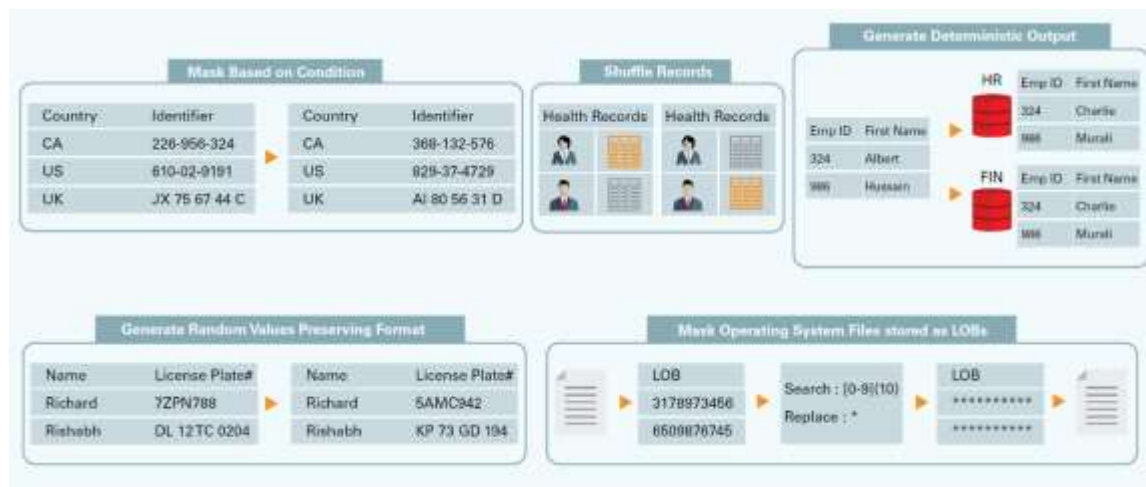 Mask Based on Condition
Country Identifier Country Identifier
CA 226-956-324 CA 368-132-576
US 610-02-9191 US 829-37-4729
UK JX 75 67 44 C UK AI 80 56 31 D
Shuffle Records
Health Records Health Records
Generate Deterministic Output
Emp ID First Name
324 Albert
986 Hussain
HR
Emp ID First Name
324 Charlie
986 Murali
FIN
Emp ID First Name
324 Charlie
986 Murali
Generate Random Values Preserving Format
Name License Plate# Name License Plate#
Richard 7ZPN788 Richard 5AMC942
Rishabh DL 12TC 0204 Rishabh KP 73 GD 194
Mask Operating System Files stored as LOBs
LOB
3178973456
6509876745
Search : [0-9]{10}
Replace : *
LOB
**********
**********